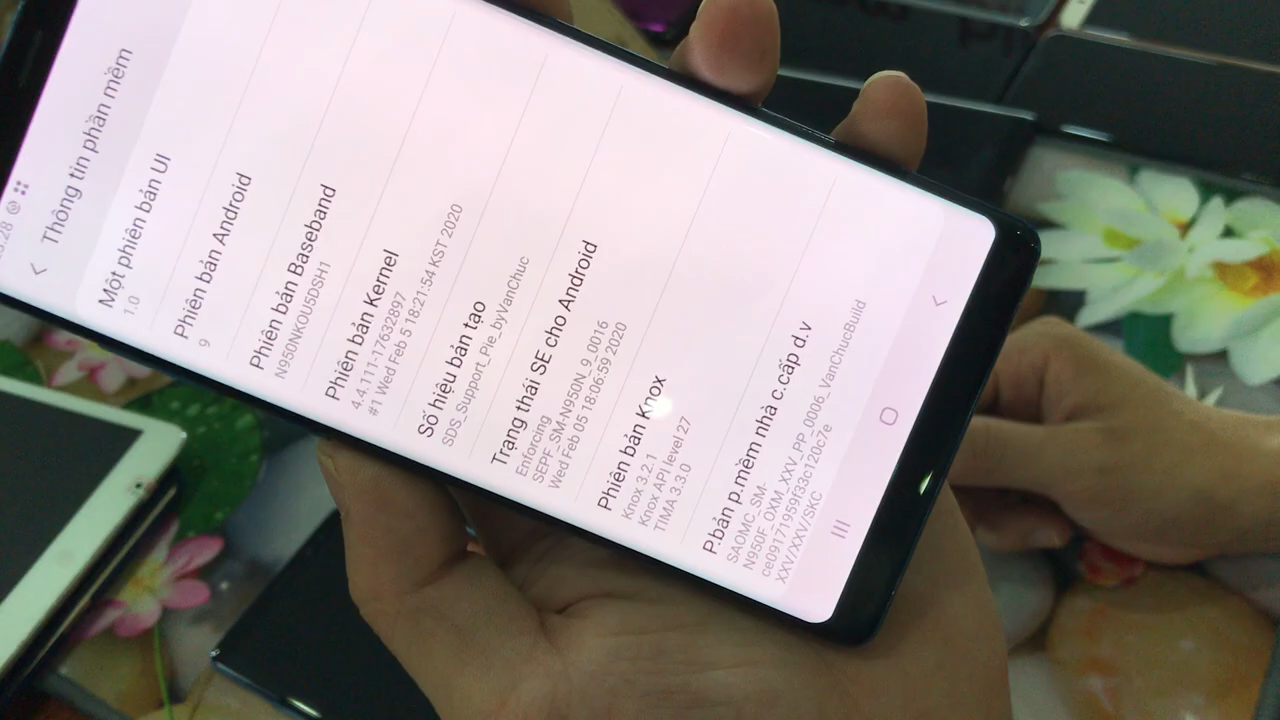 Thông tin phần mềm
Một phiên bản UI
1.0
Phiên bản Android
9
Phiên bản Baseband
N950NKOU5DSH1
Phiên bản Kernel
4.4.111-17632897
#1 Wed Feb 5 18:21:54 KST 2020
Số hiệu bản tạo
SDS_Support_Pie_byVanChuc
Trạng thái SE cho Android
Enforcing
SEPF_SM-N950N_9_0016
Wed Feb 05 18:06:59 2020
Phiên bản Knox
Knox 3.2.1
Knox API level 27
TIMA 3.3.0
P.bản p.mềm nhà c.cấp d.v
SAOMC_SM-
N950F_OXM_XXV_PP_0006_VanChucBuild
ce09171959f33c120c7e
XXV/XXV/SKC